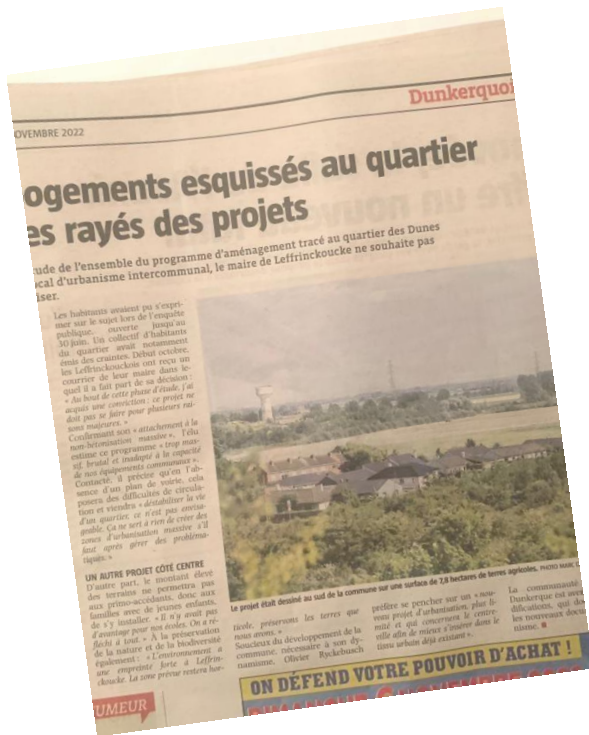 Dunkerquoi
OVEMBRE 2022
ogements esquissés au quartier
es rayés des projets
tude de l'ensemble du programme d'aménagement tracé au quartier des Dunes
ocal d'urbanisme intercommunal, le maire de Leffrinckoucke ne souhaite pas
iser.
Les habitants avaient pu s'expri-
mer sur le sujet lors de l'enquête
publique, ouverte jusqu'au
30 juin. Un collectif d'habitants
du quartier avait notamment
émis des craintes. Début octobre,
les Leffrinckouckois ont reçu un
courrier de leur maire dans le-
quel il a fait part de sa décision :
« Au bout de cette phase d'étude, j'ai
acquis une conviction : ce projet ne
doit pas se faire pour plusieurs rai-
sons majeures. »
Confirmant son « attachement à la
non-bétonisation massive », l'élu
estime ce programme « trop mas-
sif, brutal et inadapté à la capacité
de nos équipements communaux ».
Contacté, il précise qu'en l'ab-
sence d'un plan de voirie, cela
posera des difficultés de circula-
tion et viendra « déstabiliser la vie
d'un quartier, ce n'est pas envisa-
geable. Ça ne sert à rien de créer des
zones d'urbanisation massive s'il
faut après gérer des probléma-
tiques. »
UN AUTRE PROJET CÔTÉ CENTRE
D'autre part, le montant élevé
des terrains ne permettra pas
aux primo-accédants, donc aux
familles avec de jeunes enfants,
de s'y installer. « Il n'y aurait pas
d'avantage pour nos écoles. On a ré-
fléchi à tout. » À la préservation
de la nature et de la biodiversité
également : « L'environnement a
une empreinte forte à Leffrin-
ckoucke. La zone prévue restera hor-
Le projet était dessiné au sud de la commune sur une surface de 7,8 hectares de terres agricoles. PHOTO MARC
ticole, préservons les terres que
nous avons. »
Soucieux du développement de la
commune, nécessaire à son dy-
namisme, Olivier Ryckebusch
préfère se pencher sur un « nou-
veau projet d'urbanisation, plus li-
mité et qui concernera le centre-
ville afin de mieux s'insérer dans le
tissu urbain déjà existant ».
La communauté
Dunkerque est aver
difications, qui de
les nouveaux docu
nisme.
UMEUR
ON DÉFEND VOTRE POUVOIR D'ACHAT !